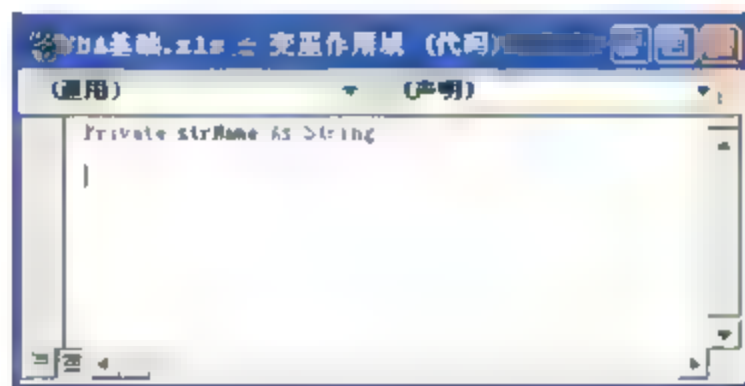 VBA基础.xls - 变量作用域 (代码)
(通用) (声明)
Private strName As String